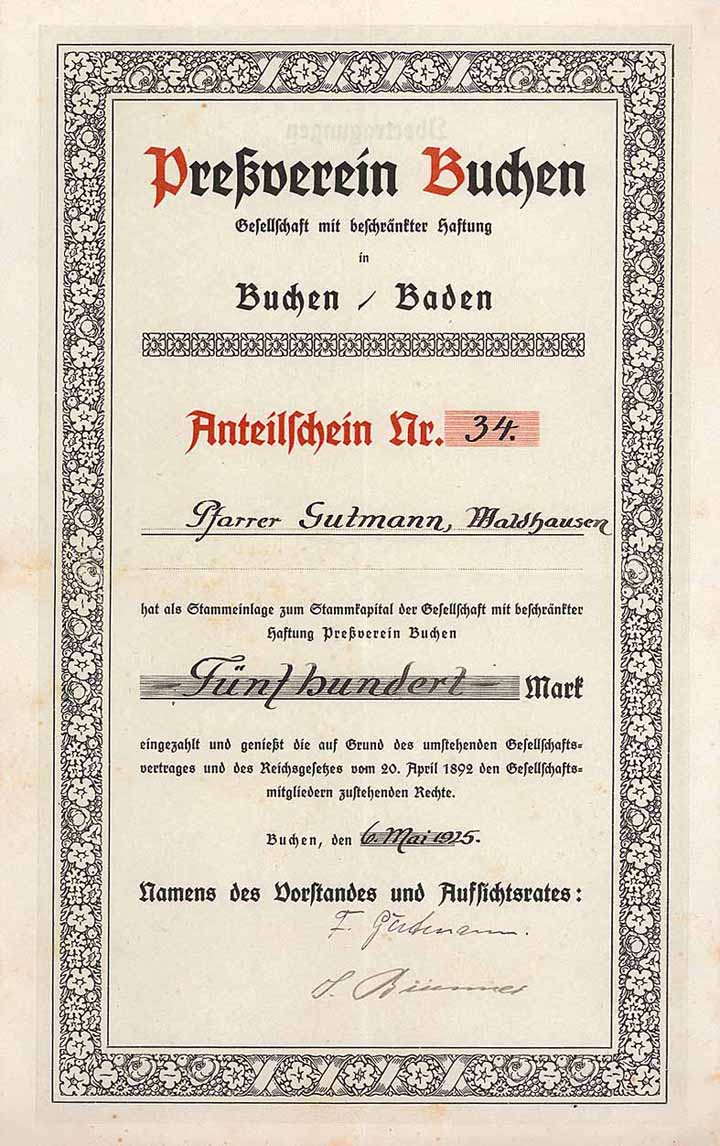 Preßverein Buchen
Gesellschaft mit beschränkter Haftung
in
Buchen / Baden
Anteilschein Nr. 34.
Pfarrer Gutmann, Waldhausen
hat als Stammeinlage zum Stammkapital der Gesellschaft mit beschränkter
Haftung Preßverein Buchen
Fünfhundert Mark
eingezahlt und genießt die auf Grund des umstehenden Gesellschafts-
vertrages und des Reichsgesetzes vom 20. April 1892 den Gesellschafts-
mitgliedern zustehenden Rechte.
Buchen, den 6. Mai 1925.
Namens des Vorstandes und Aufsichtsrates:
F. Gutmann.